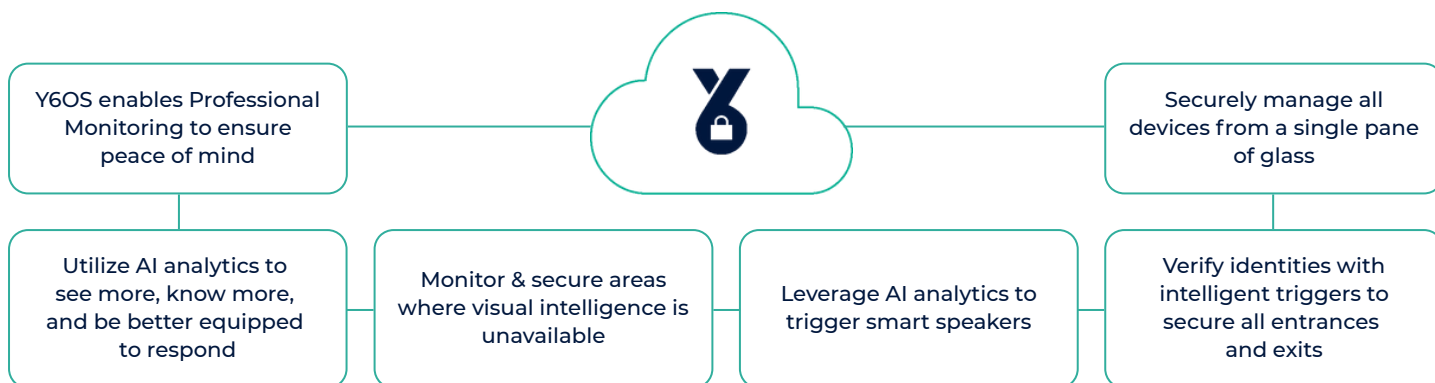 Y6OS enables Professional
Monitoring to ensure
peace of mind
Y6
Securely manage all
devices from a single pane
of glass
Utilize AI analytics to
see more, know more,
and be better equipped
to respond
Monitor & secure areas
where visual intelligence is
unavailable
Leverage AI analytics to
trigger smart speakers
Verify identities with
intelligent triggers to
secure all entrances
and exits